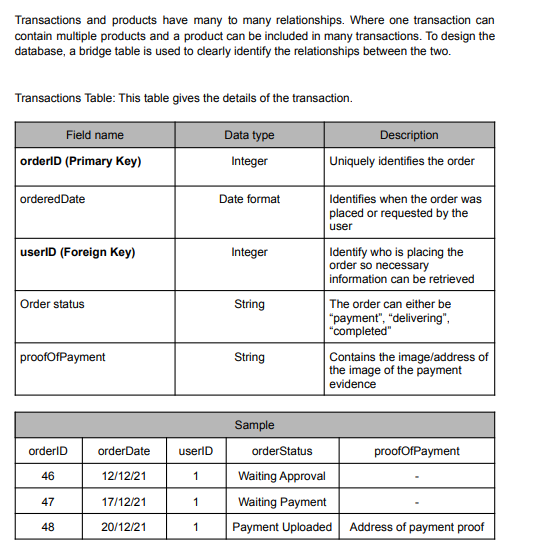 Transactions and products have many to many relationships. Where one transaction can
contain multiple products and a product can be included in many transactions. To design the
database, a bridge table is used to clearly identify the relationships between the two.
Transactions Table: This table gives the details of the transaction.
Field name Data type Description
orderID (Primary Key) Integer Uniquely identifies the order
orderedDate Date format Identifies when the order was
placed or requested by the
user
userID (Foreign Key) Integer Identify who is placing the
order so necessary
information can be retrieved
Order status String The order can either be
"payment", "delivering",
"completed"
proofOfPayment String Contains the image/address of
the image of the payment
evidence
Sample
orderID orderDate userID orderStatus proofOfPayment
46 12/12/21 1 Waiting Approval -
47 17/12/21 1 Waiting Payment -
48 20/12/21 1 Payment Uploaded Address of payment proof